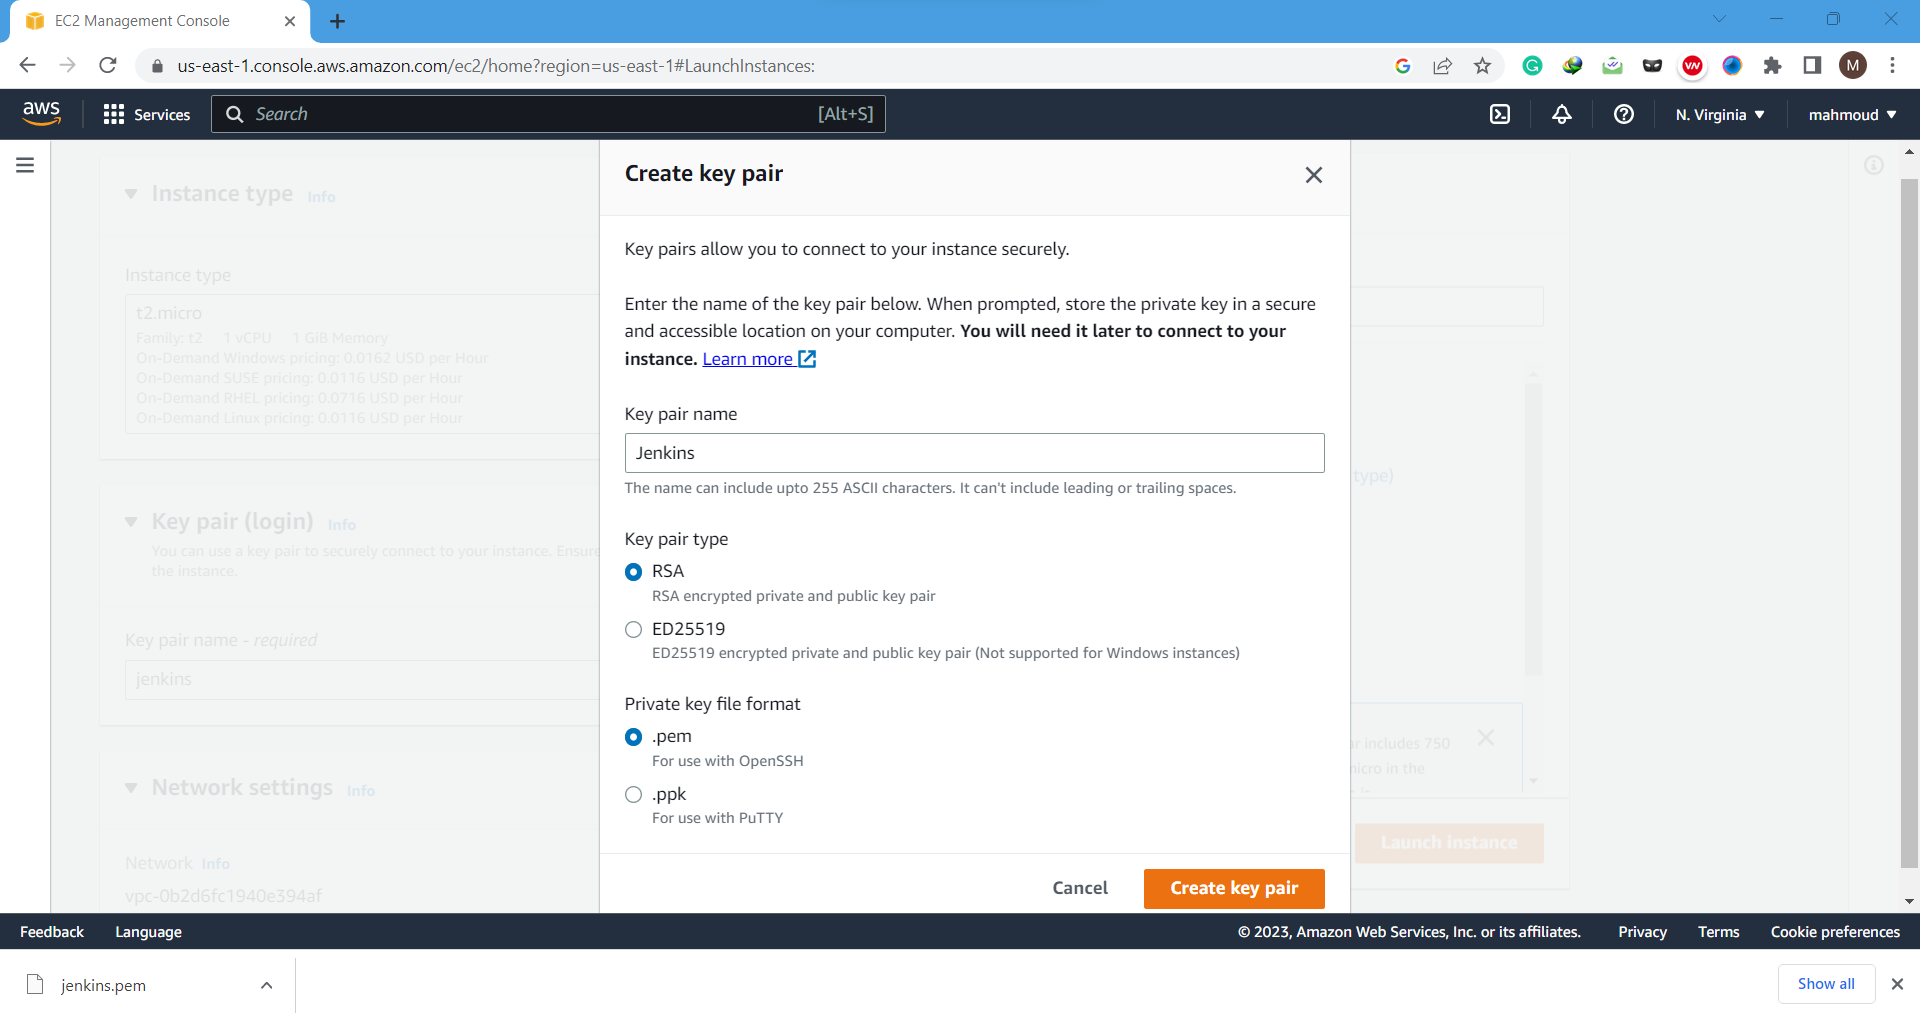 EC2 Management Console
us-east-1.console.aws.amazon.com/ec2/home?region=us-east-1#LaunchInstances:
M
aws
Services
Search
[Alt+S]
N. Virginia
mahmoud
Instance type Info
Instance type
t2.micro
Family: t2 1 vCPU 1 GiB Memory
On-Demand Windows pricing: 0.0162 USD per Hour
On-Demand SUSE pricing: 0.0116 USD per Hour
On-Demand RHEL pricing: 0.0716 USD per Hour
On-Demand Linux pricing: 0.0116 USD per Hour
Key pair (login) Info
You can use a key pair to securely connect to your instance. Ensure
the instance.
Key pair name - required
jenkins
Network settings Info
Network Info
vpc-0b2d6fc1940e394af
Create key pair
Key pairs allow you to connect to your instance securely.
Enter the name of the key pair below. When prompted, store the private key in a secure
and accessible location on your computer. You will need it later to connect to your
instance. Learn more
Key pair name
Jenkins
The name can include upto 255 ASCII characters. It can't include leading or trailing spaces.
Key pair type
RSA
RSA encrypted private and public key pair
ED25519
ED25519 encrypted private and public key pair (Not supported for Windows instances)
Private key file format
.pem
For use with OpenSSH
.ppk
For use with PuTTY
Cancel
Create key pair
type)
includes 750
micro in the
Launch instance
Feedback
Language
© 2023, Amazon Web Services, Inc. or its affiliates.
Privacy
Terms
Cookie preferences
jenkins.pem
Show all